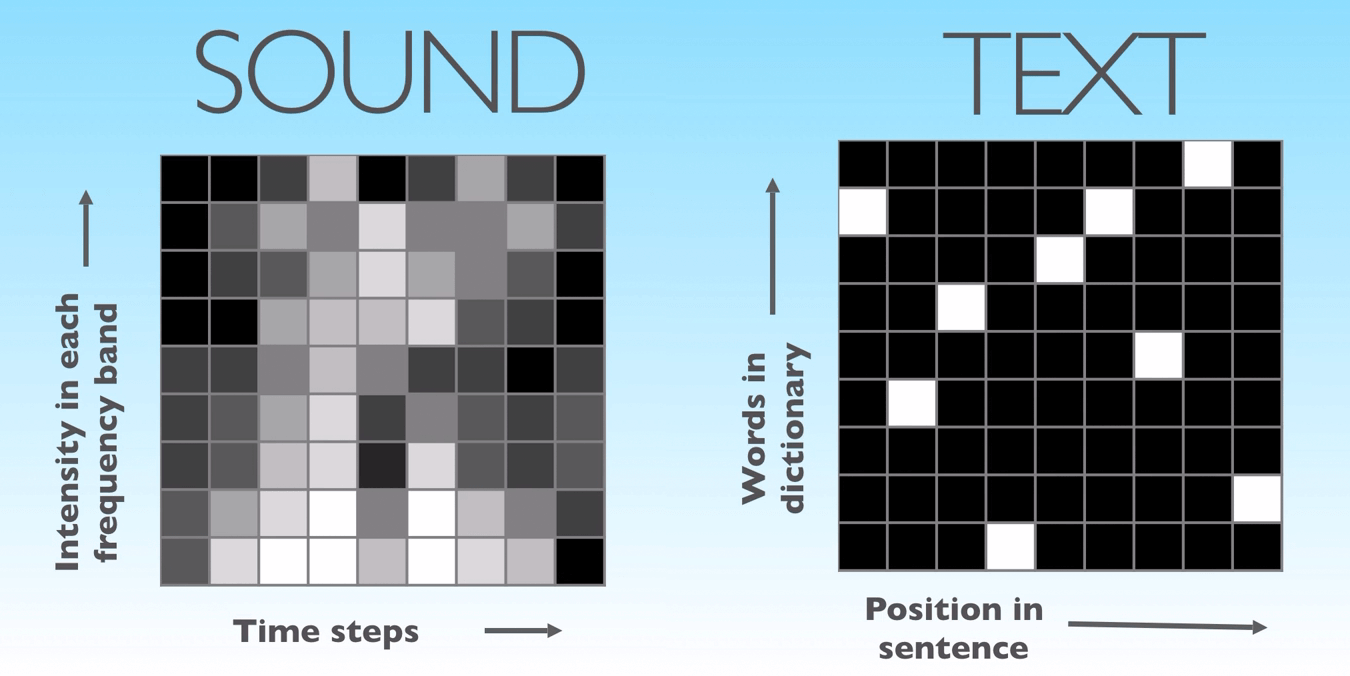 SOUND
Intensity in each
frequency band
Time steps
TEXT
Words in
dictionary
Position in
sentence